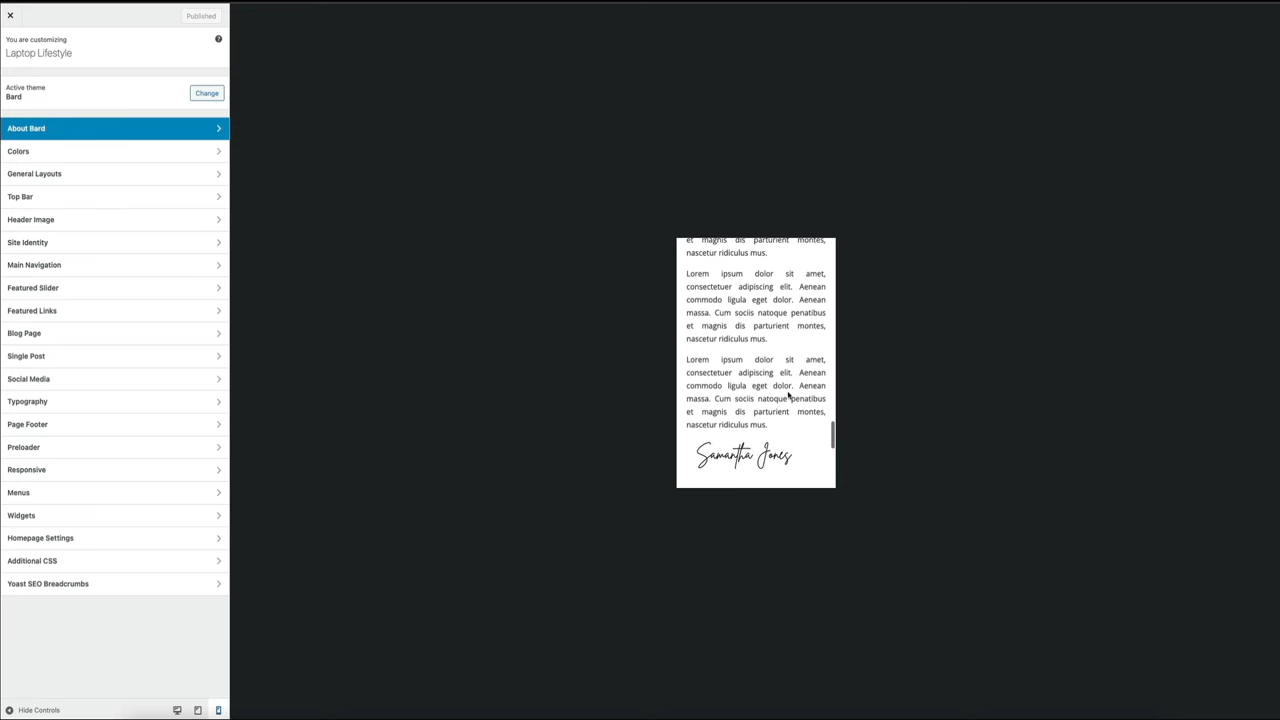 Published
You are customizing
Laptop Lifestyle
Active theme
Bard
Change
About Bard
Colors
General Layouts
Top Bar
Header Image
Site Identity
Main Navigation
Featured Slider
Featured Links
Blog Page
Single Post
Social Media
Typography
Page Footer
Preloader
Responsive
Menus
Widgets
Homepage Settings
Additional CSS
Yoast SEO Breadcrumbs
Hide Controls
et magnis dis parturient montes,
nascetur ridiculus mus.
Lorem ipsum dolor sit amet,
consectetuer adipiscing elit. Aenean
commodo ligula eget dolor. Aenean
massa. Cum sociis natoque penatibus
et magnis dis parturient montes,
nascetur ridiculus mus.
Lorem ipsum dolor sit amet,
consectetuer adipiscing elit. Aenean
commodo ligula eget dolor. Aenean
massa. Cum sociis natoque penatibus
et magnis dis parturient montes,
nascetur ridiculus mus.
Samantha Jones